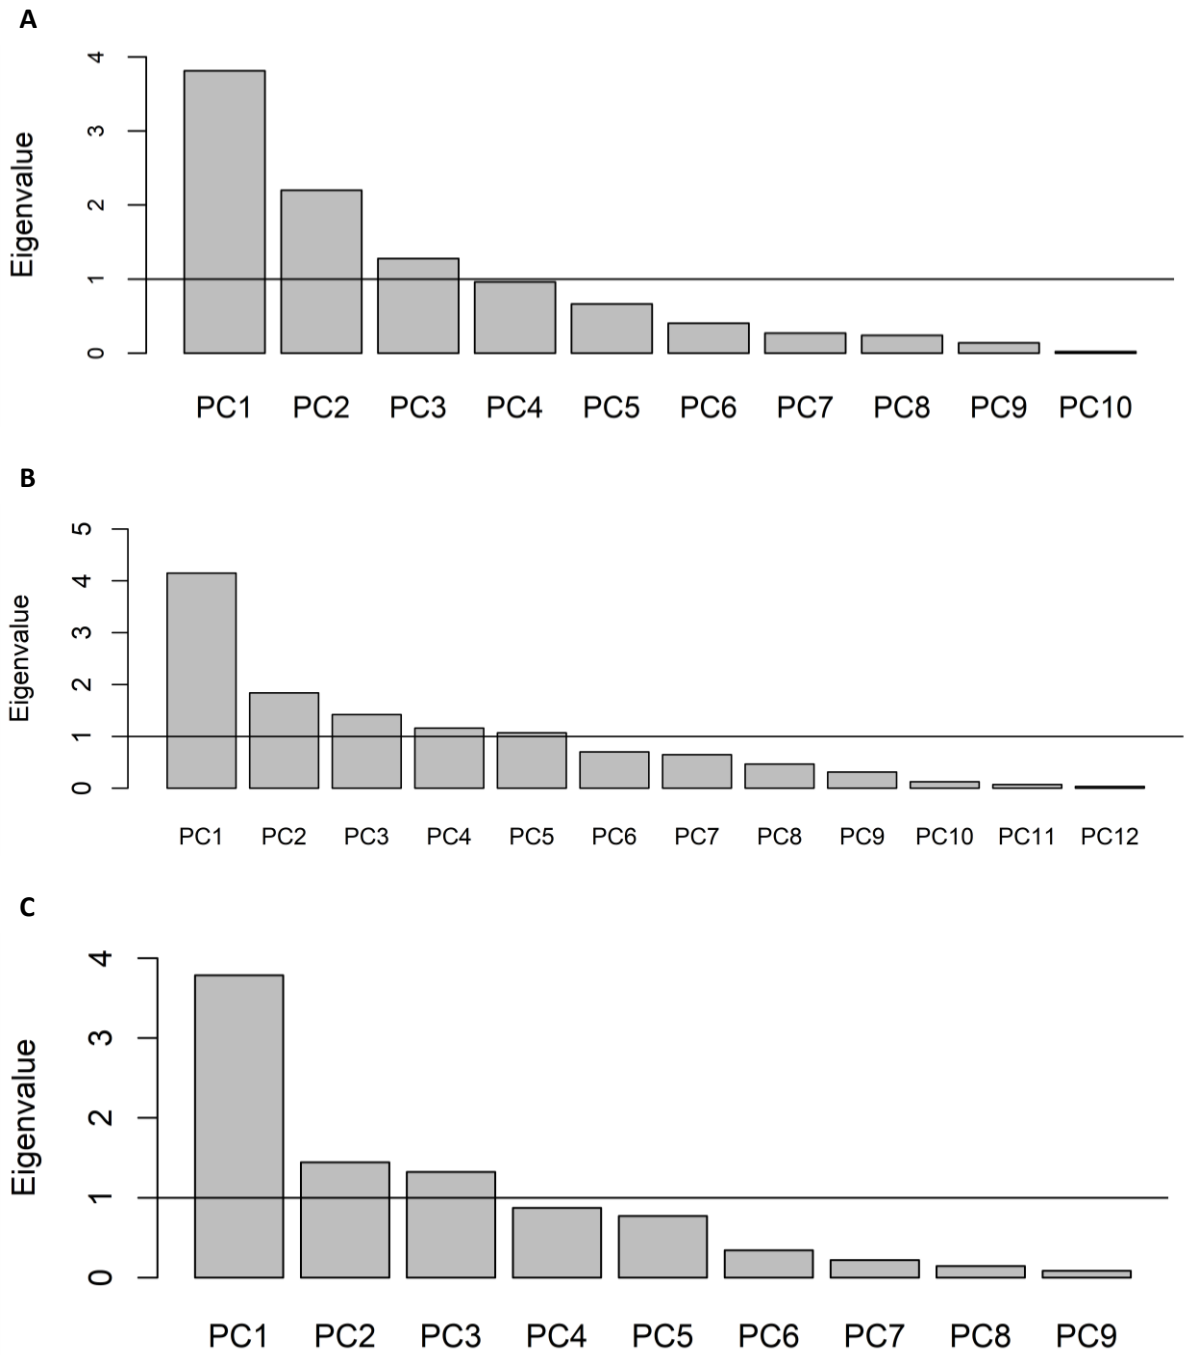 A
Eigenvalue
4
3
2
1
0
PC1 PC2 PC3 PC4 PC5 PC6 PC7 PC8 PC9 PC10
B
Eigenvalue
5
4
3
2
1
0
PC1 PC2 PC3 PC4 PC5 PC6 PC7 PC8 PC9 PC10 PC11 PC12
C
Eigenvalue
4
3
2
1
0
PC1 PC2 PC3 PC4 PC5 PC6 PC7 PC8 PC9